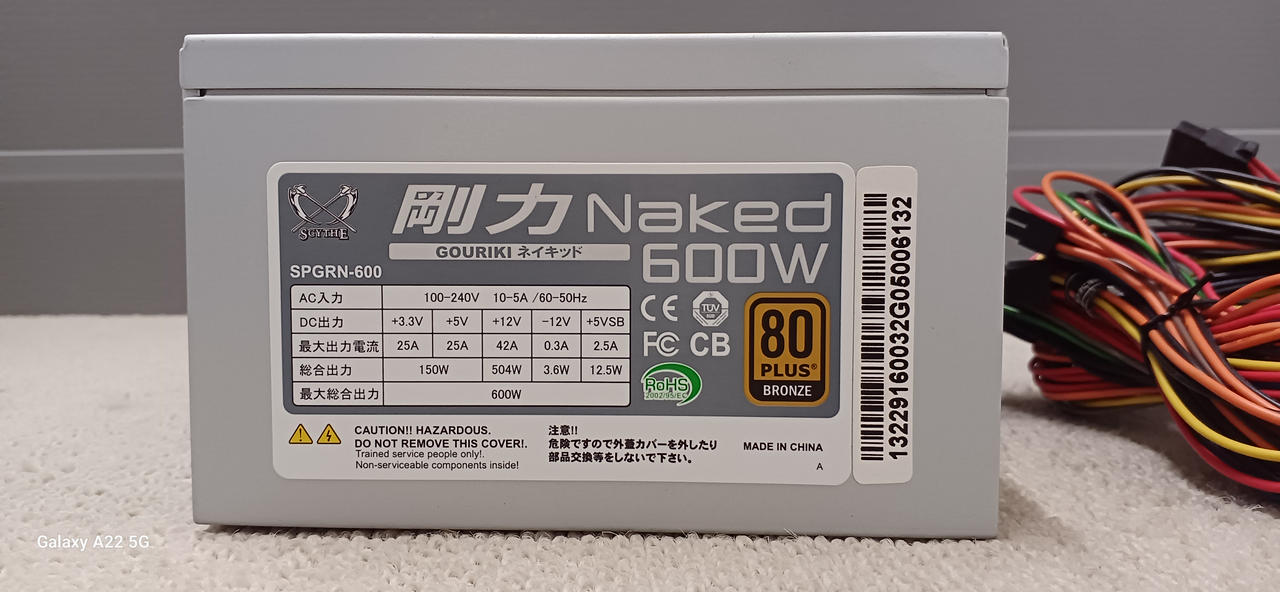 剛力 Naked
GOURIKI ネイキッド
600W
SCYTHE
SPGRN-600
AC入力 100-240V 10-5A /60-50Hz
DC出力 +3.3V +5V +12V -12V +5VSB
最大出力電流 25A 25A 42A 0.3A 2.5A
総合出力 150W 504W 3.6W 12.5W
最大総合出力 600W
CE TÜV
FC CB
RoHS
2002/95/EC
80
PLUS®
BRONZE
CAUTION!! HAZARDOUS.
DO NOT REMOVE THIS COVER!.
Trained service people only!.
Non-serviceable components inside!
注意!!
危険ですので外蓋カバーを外したり
部品交換等をしないで下さい。
MADE IN CHINA
A
13229160032G05006132
Galaxy A22 5G